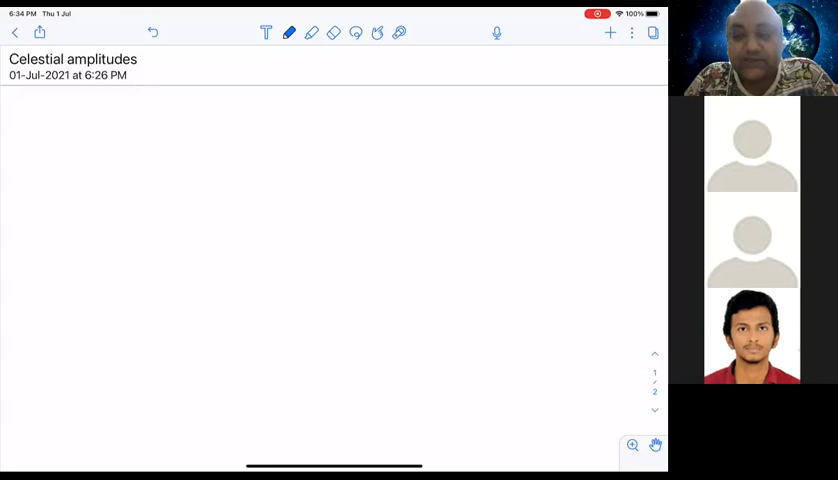 6:34 PM Thu 1 Jul
100%
T
Celestial amplitudes
01-Jul-2021 at 6:26 PM
1
2